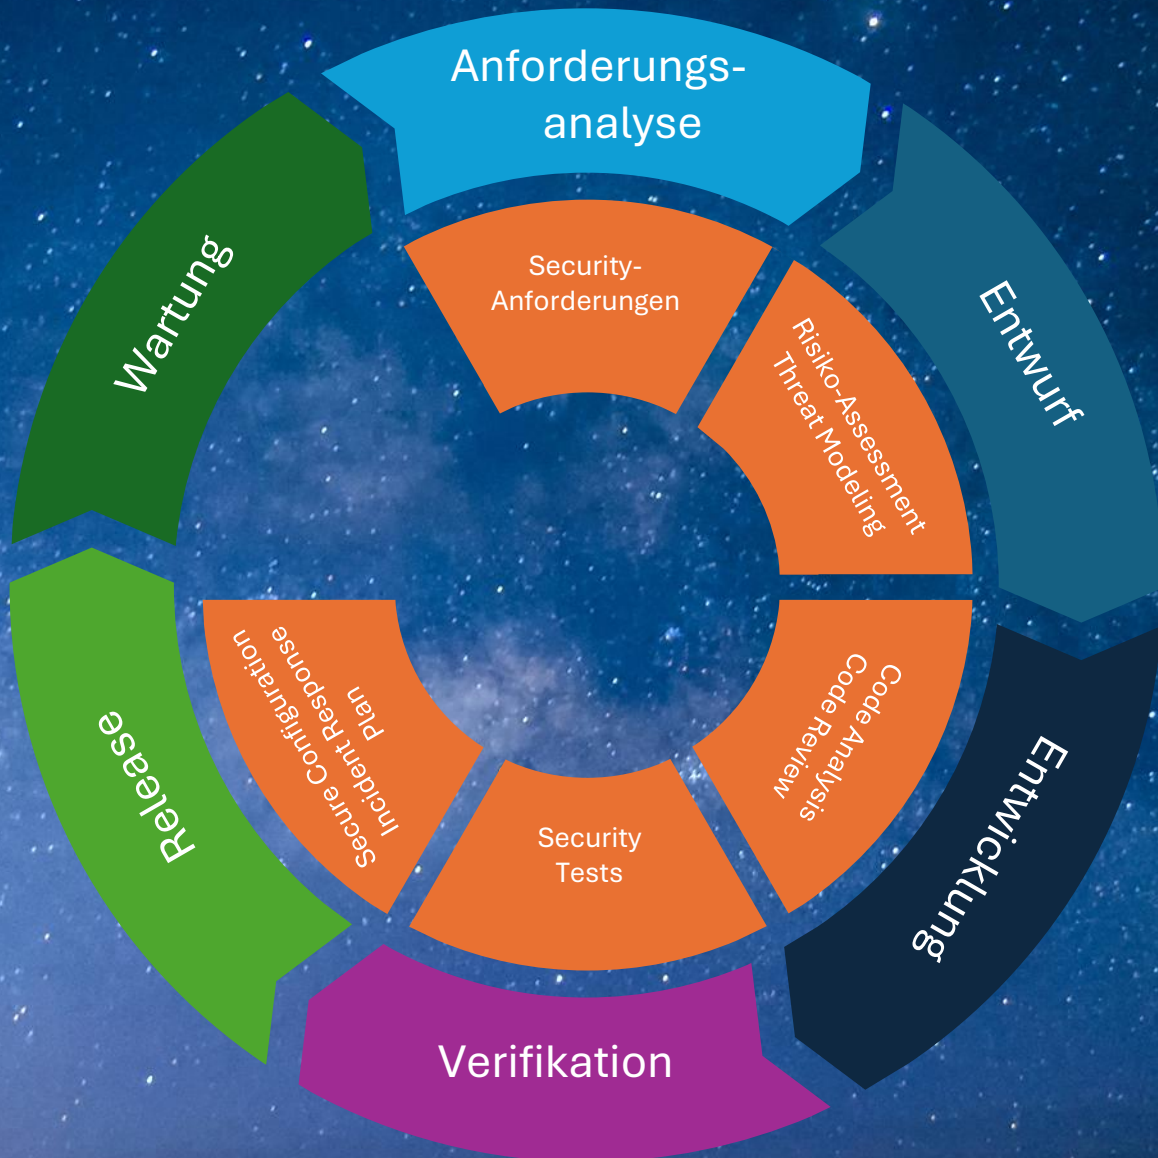 Anforderungs-
analyse
Entwurf
Entwicklung
Verifikation
Release
Wartung
Security-
Anforderungen
Risiko-Assessment
Threat Modeling
Code Analysis
Code Review
Security
Tests
Secure Configuration
Incident Response
Plan